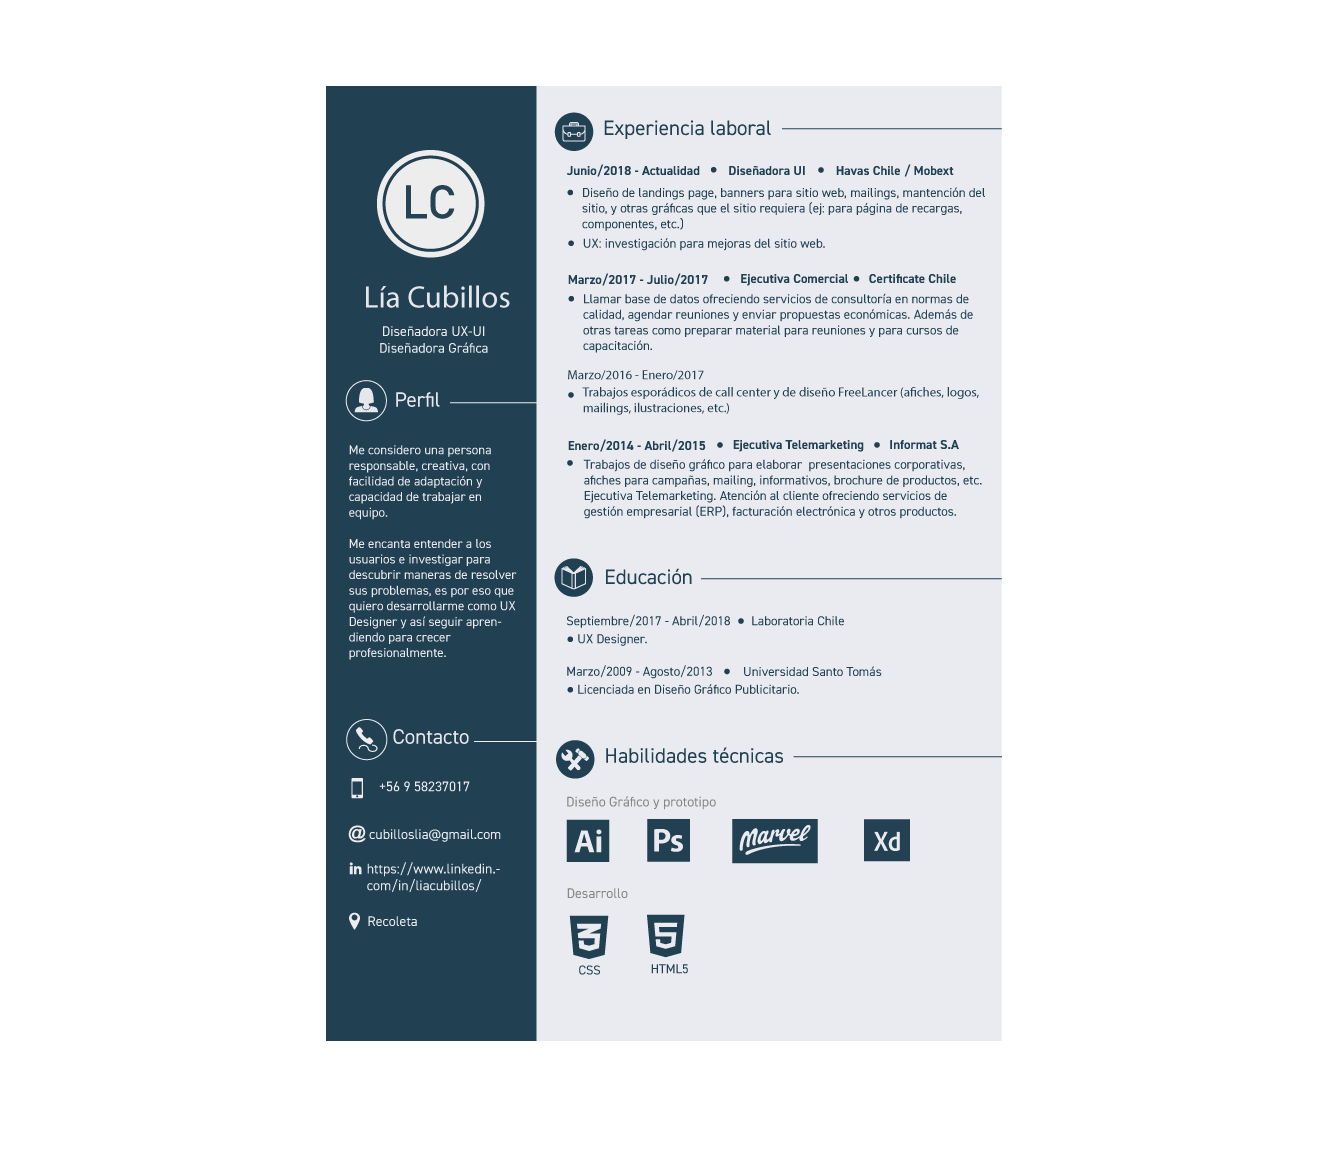 LC
Lía Cubillos
Diseñadora UX-UI
Diseñadora Gráfica
Perfil
Me considero una persona
responsable, creativa, con
facilidad de adaptación y
capacidad de trabajar en
equipo.
Me encanta entender a los
usuarios e investigar para
descubrir maneras de resolver
sus problemas, es por eso que
quiero desarrollarme como UX
Designer y así seguir apren-
diendo para crecer
profesionalmente.
Contacto
+56 9 58237017
cubilloslia@gmail.com
in https://www.linkedin.-
com/in/liacubillos/
Recoleta
Experiencia laboral
Junio/2018 - Actualidad • Diseñadora UI • Havas Chile / Mobext
• Diseño de landings page, banners para sitio web, mailings, mantención del
sitio, y otras gráficas que el sitio requiera (ej: para página de recargas,
componentes, etc.)
• UX: investigación para mejoras del sitio web.
Marzo/2017 - Julio/2017 • Ejecutiva Comercial • Certificate Chile
• Llamar base de datos ofreciendo servicios de consultoría en normas de
calidad, agendar reuniones y enviar propuestas económicas. Además de
otras tareas como preparar material para reuniones y para cursos de
capacitación.
Marzo/2016 - Enero/2017
• Trabajos esporádicos de call center y de diseño FreeLancer (afiches, logos,
mailings, ilustraciones, etc.)
Enero/2014 - Abril/2015 • Ejecutiva Telemarketing • Informat S.A
• Trabajos de diseño gráfico para elaborar presentaciones corporativas,
afiches para campañas, mailing, informativos, brochure de productos, etc.
Ejecutiva Telemarketing. Atención al cliente ofreciendo servicios de
gestión empresarial (ERP), facturación electrónica y otros productos.
Educación
Septiembre/2017 - Abril/2018 • Laboratoria Chile
• UX Designer.
Marzo/2009 - Agosto/2013 • Universidad Santo Tomás
• Licenciada en Diseño Gráfico Publicitario.
Habilidades técnicas
Diseño Gráfico y prototipo
Ai Ps Marvel Xd
Desarrollo
3 5
CSS HTML5